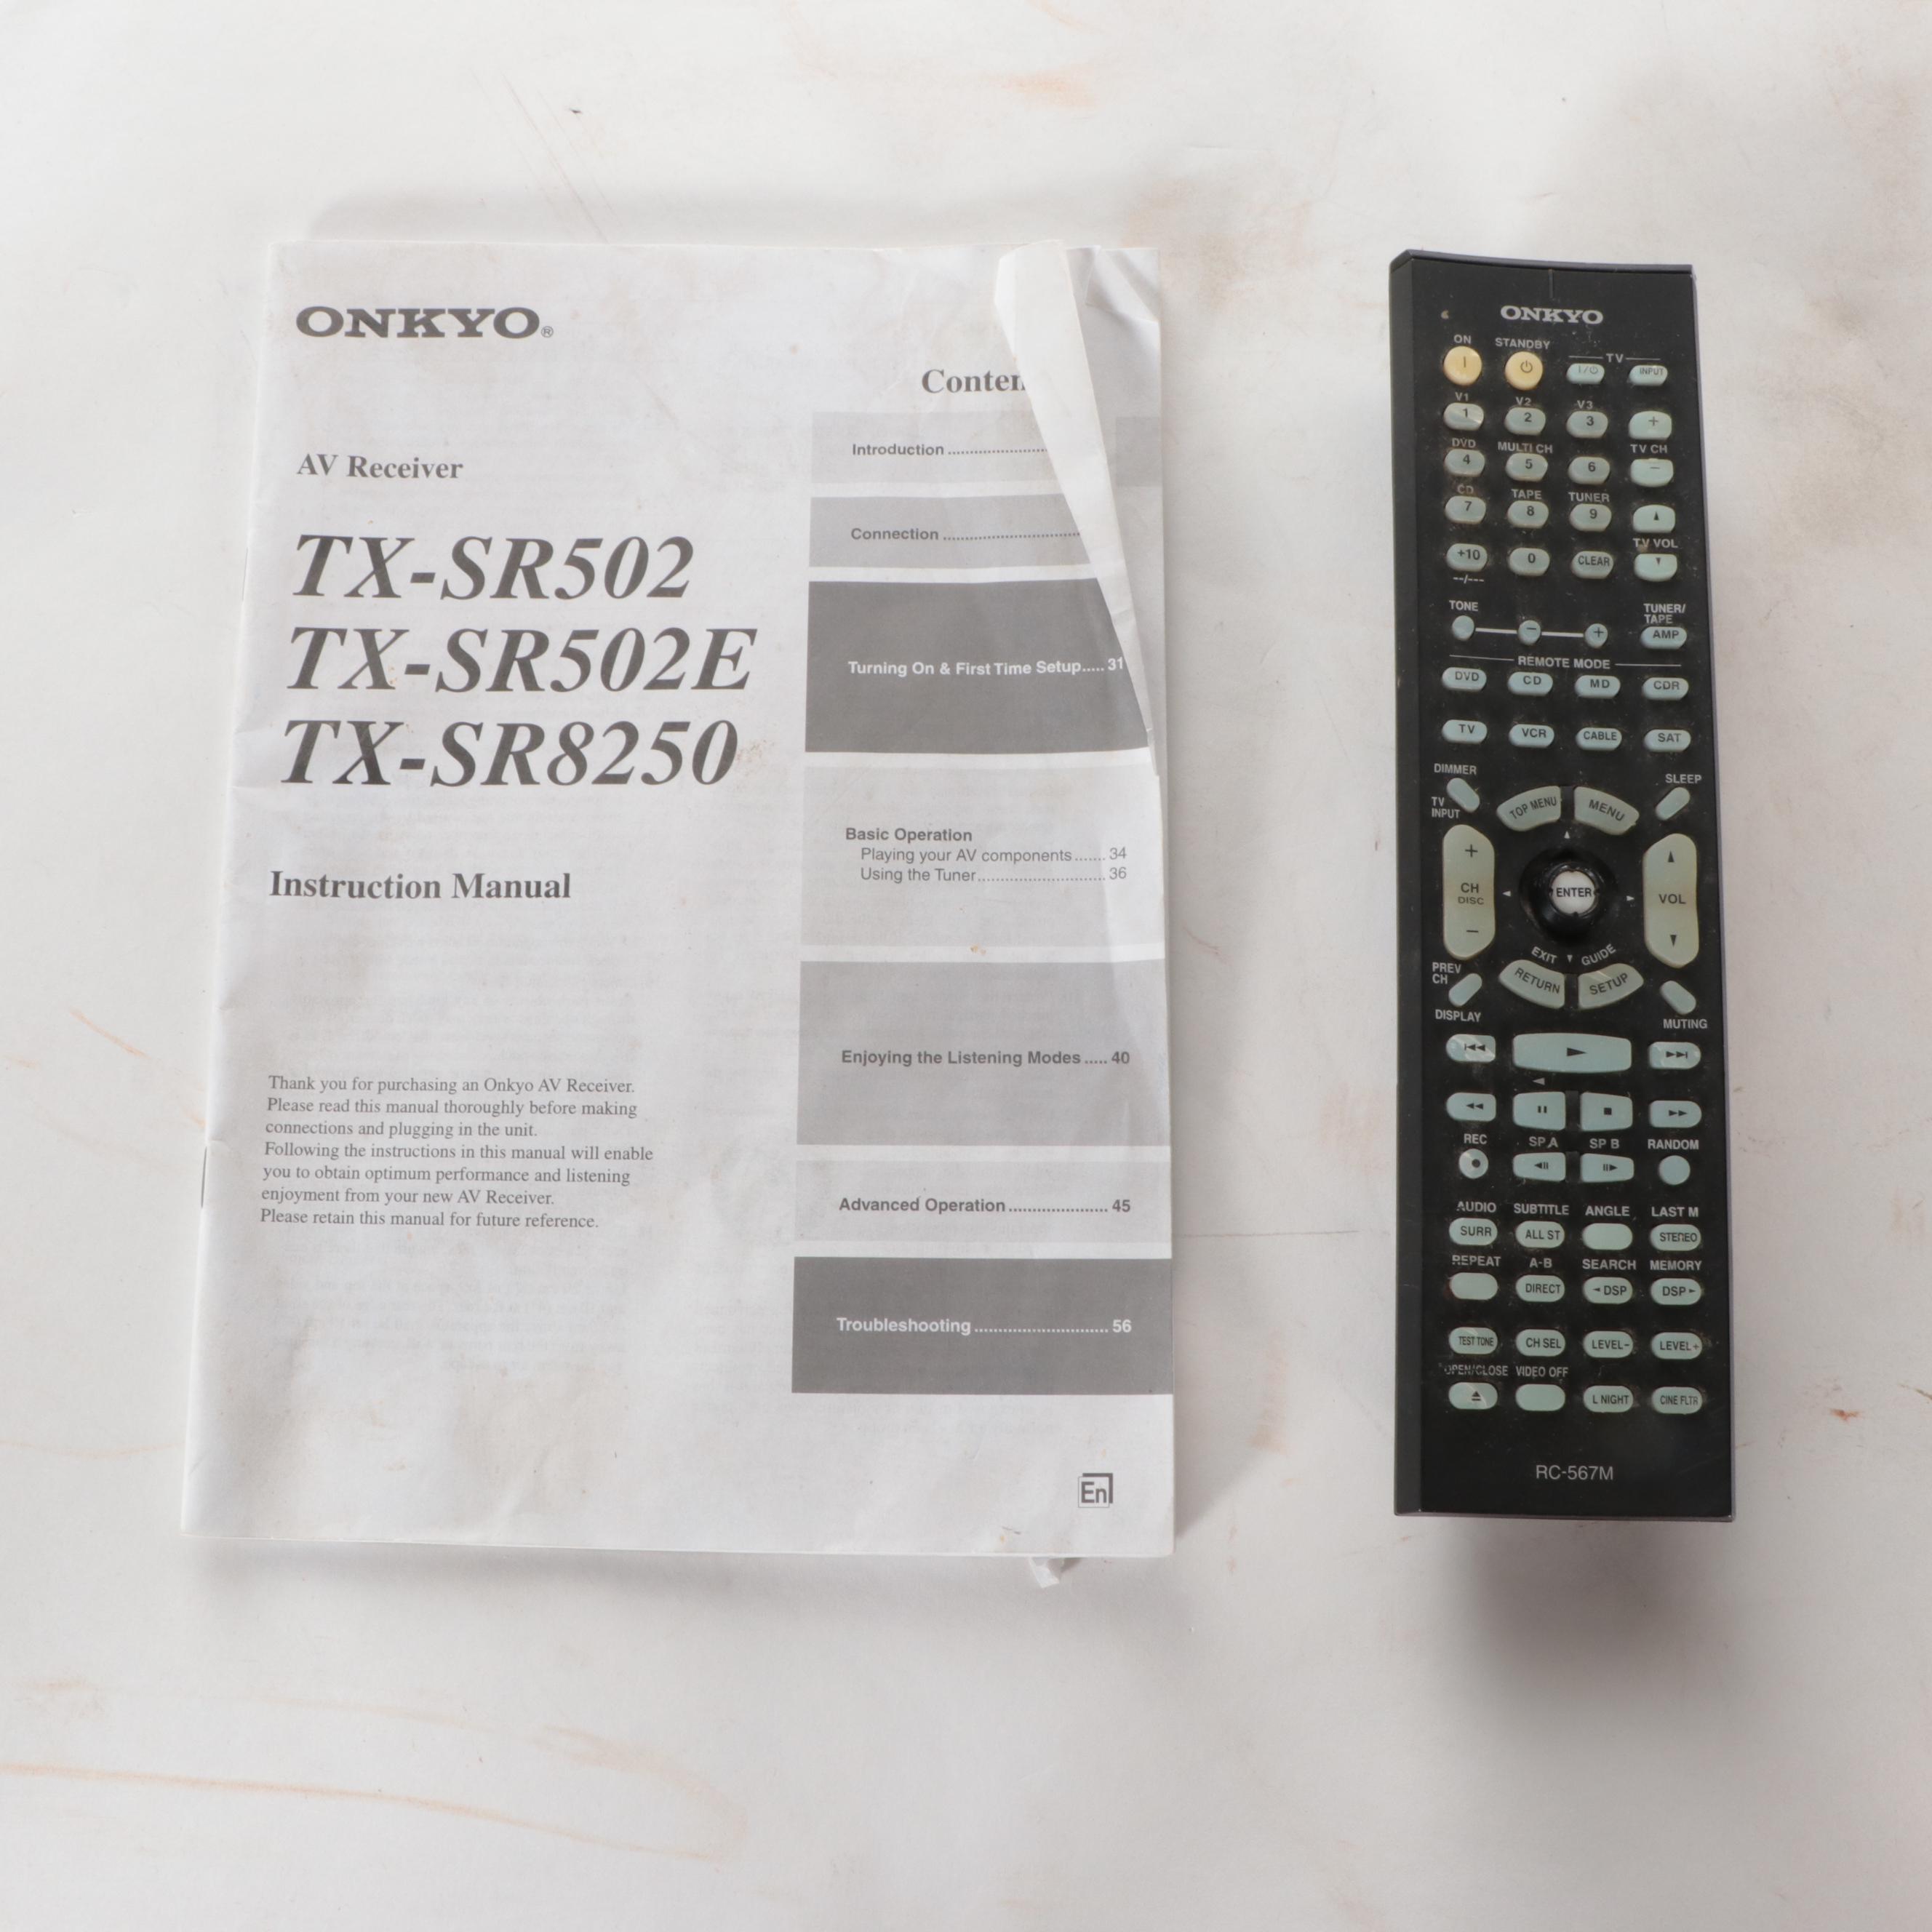 ONKYO®
AV Receiver
TX-SR502
TX-SR502E
TX-SR8250
Instruction Manual
Thank you for purchasing an Onkyo AV Receiver.
Please read this manual thoroughly before making
connections and plugging in the unit.
Following the instructions in this manual will enable
you to obtain optimum performance and listening
enjoyment from your new AV Receiver.
Please retain this manual for future reference.
Introduction ......................
Connection .............................
Turning On & First Time Setup..... 31
Basic Operation
Playing your AV components ....... 34
Using the Tuner ........................... 36
Enjoying the Listening Modes ..... 40
Advanced Operation ..................... 45
Troubleshooting ............................ 56
En
ONKYO
ON STANDBY TV
I I/⏻ INPUT
V1 V2 V3
1 2 3 +
DVD MULTI CH TV CH
4 5 6 −
CD TAPE TUNER
7 8 9
TV VOL
+10 0 CLEAR
--/---
TONE TUNER/
TAPE
− + AMP
REMOTE MODE
DVD CD MD CDR
TV VCR CABLE SAT
DIMMER SLEEP
TV
INPUT
TOP MENU MENU
+
CH
DISC
−
ENTER
VOL
EXIT GUIDE
PREV
CH
RETURN SETUP
DISPLAY MUTING
REC SP A SP B RANDOM
AUDIO SUBTITLE ANGLE LAST M
SURR ALL ST STEREO
REPEAT A-B SEARCH MEMORY
DIRECT ◄DSP DSP►
TEST TONE CH SEL LEVEL− LEVEL+
OPEN/CLOSE VIDEO OFF
L NIGHT CINE FLTR
RC-567M